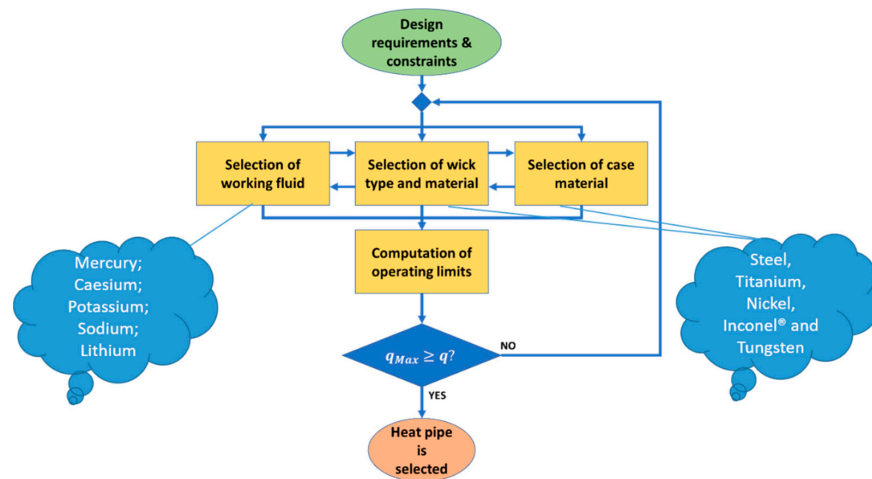 Design
requirements &
constraints
Selection of
working fluid
Selection of wick
type and material
Selection of case
material
Computation of
operating limits
Mercury;
Caesium;
Potassium;
Sodium;
Lithium
Steel,
Titanium,
Nickel,
Inconel® and
Tungsten
q_Max ≥ q?
NO
YES
Heat pipe
is
selected